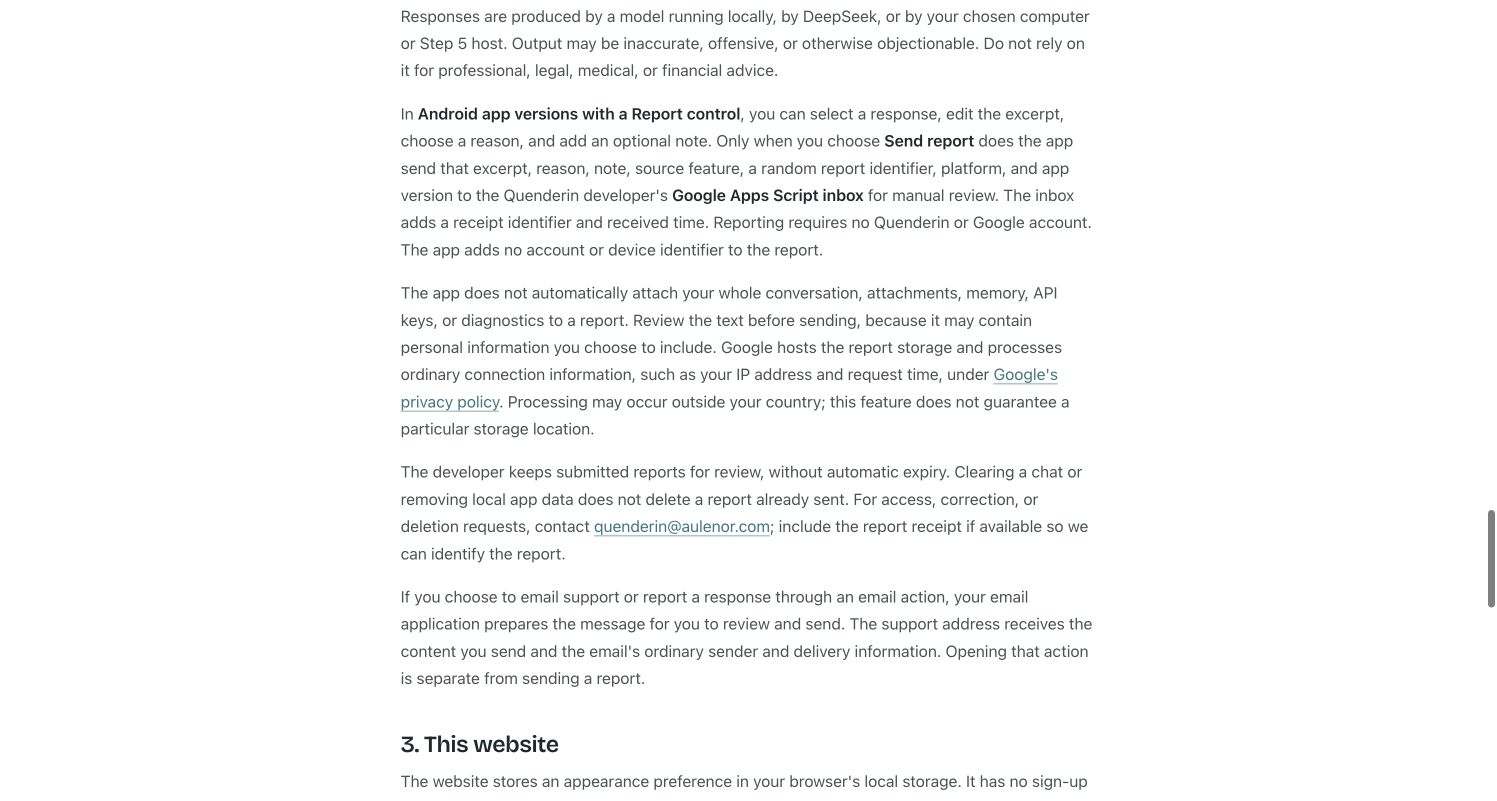 Responses are produced by a model running locally, by DeepSeek, or by your chosen computer
or Step 5 host. Output may be inaccurate, offensive, or otherwise objectionable. Do not rely on
it for professional, legal, medical, or financial advice.
In Android app versions with a Report control, you can select a response, edit the excerpt,
choose a reason, and add an optional note. Only when you choose Send report does the app
send that excerpt, reason, note, source feature, a random report identifier, platform, and app
version to the Quenderin developer's Google Apps Script inbox for manual review. The inbox
adds a receipt identifier and received time. Reporting requires no Quenderin or Google account.
The app adds no account or device identifier to the report.
The app does not automatically attach your whole conversation, attachments, memory, API
keys, or diagnostics to a report. Review the text before sending, because it may contain
personal information you choose to include. Google hosts the report storage and processes
ordinary connection information, such as your IP address and request time, under Google's
privacy policy. Processing may occur outside your country; this feature does not guarantee a
particular storage location.
The developer keeps submitted reports for review, without automatic expiry. Clearing a chat or
removing local app data does not delete a report already sent. For access, correction, or
deletion requests, contact quenderin@aulenor.com; include the report receipt if available so we
can identify the report.
If you choose to email support or report a response through an email action, your email
application prepares the message for you to review and send. The support address receives the
content you send and the email's ordinary sender and delivery information. Opening that action
is separate from sending a report.
3. This website
The website stores an appearance preference in your browser's local storage. It has no sign-up